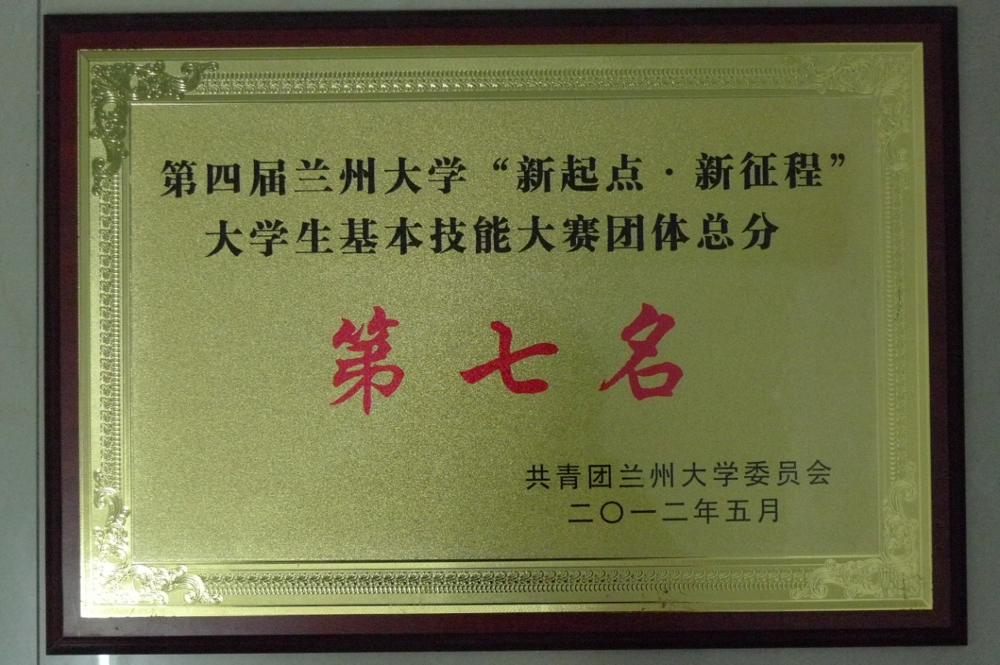 第四届兰州大学“新起点·新征程”
大学生基本技能大赛团体总分
第七名
共青团兰州大学委员会
二〇一二年五月